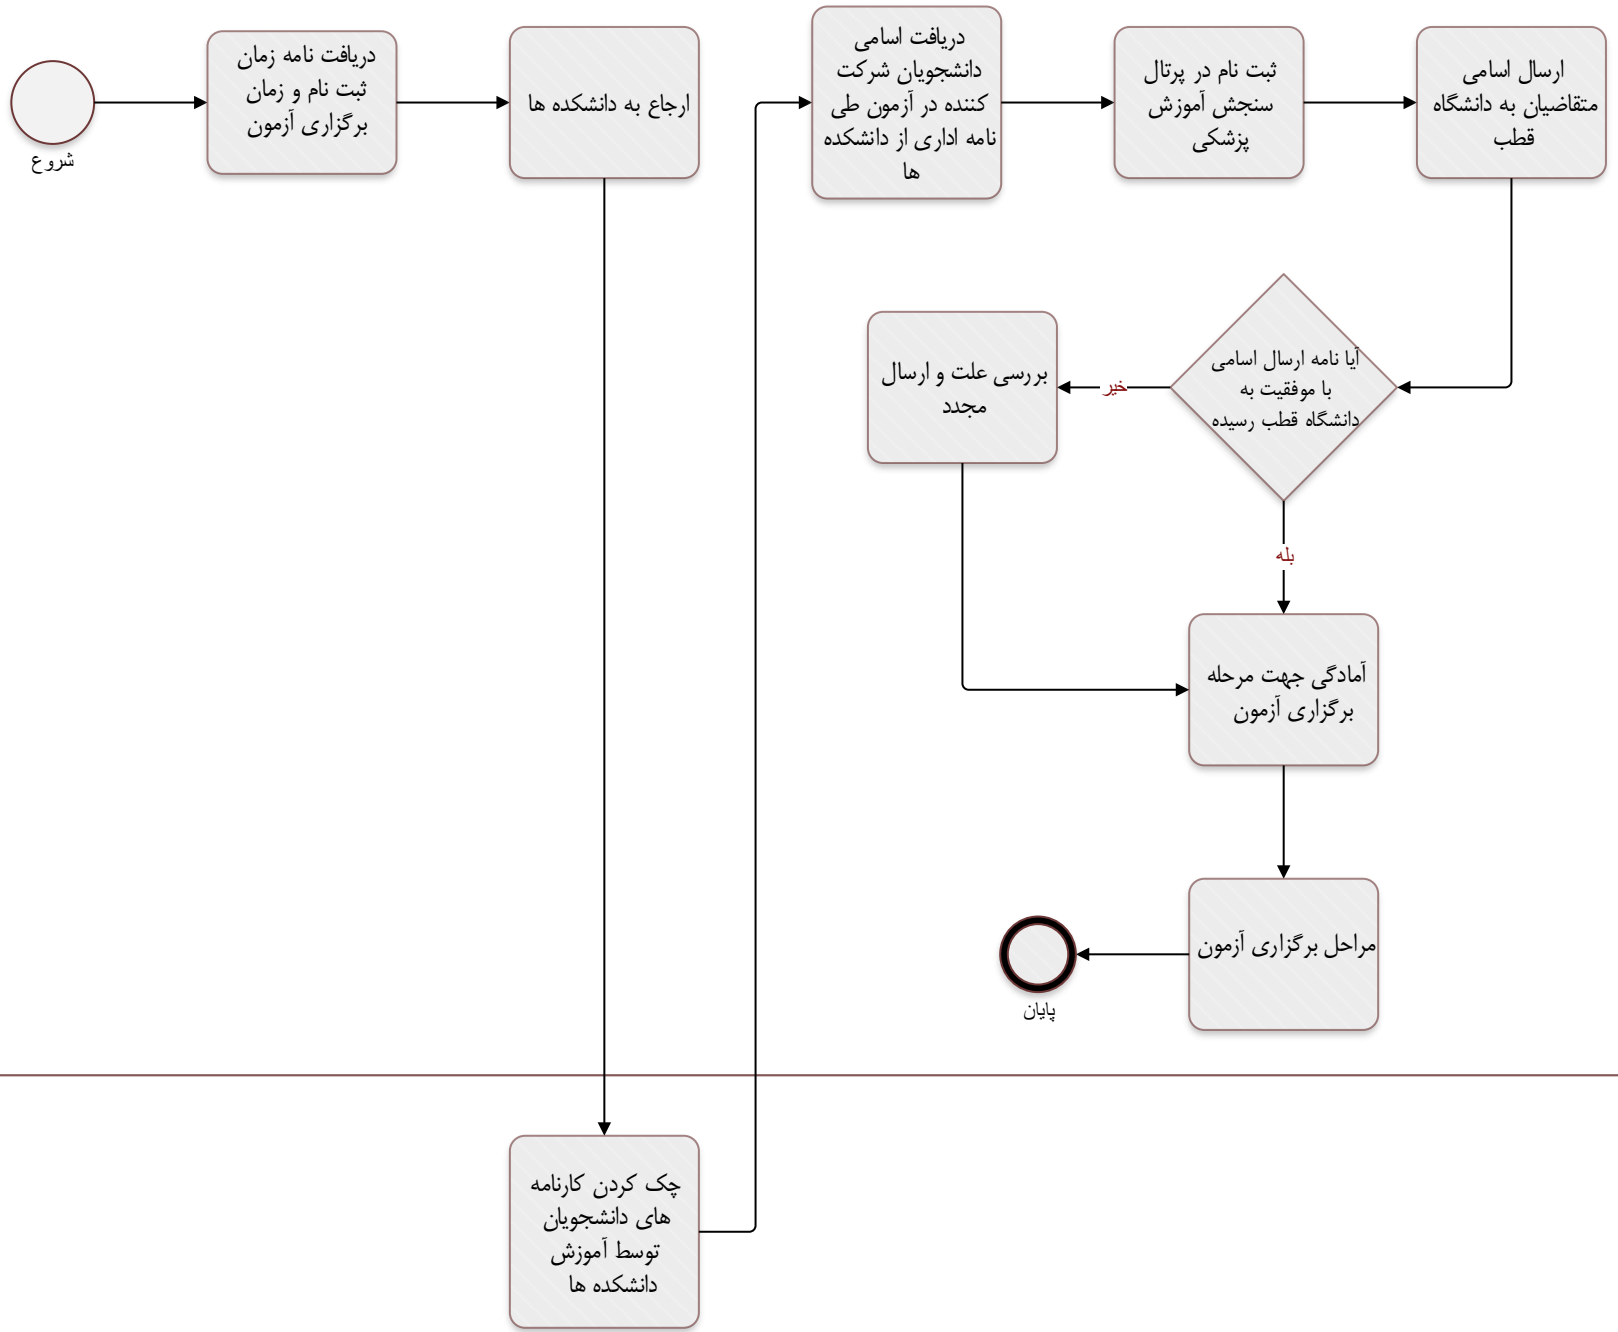 شروع
دریافت نامه زمان
ثبت نام و زمان
برگزاری آزمون
ارجاع به دانشکده ها
چک کردن کارنامه
های دانشجویان
توسط آموزش
دانشکده ها
دریافت اسامی
دانشجویان شرکت
کننده در آزمون طی
نامه اداری از دانشکده
ها
ثبت نام در پرتال
سنجش آموزش
پزشکی
ارسال اسامی
متقاضیان به دانشگاه
قطب
آیا نامه ارسال اسامی
با موفقیت به
دانشگاه قطب رسیده
خیر
بررسی علت و ارسال
مجدد
بله
آمادگی جهت مرحله
برگزاری آزمون
مراحل برگزاری آزمون
پایان